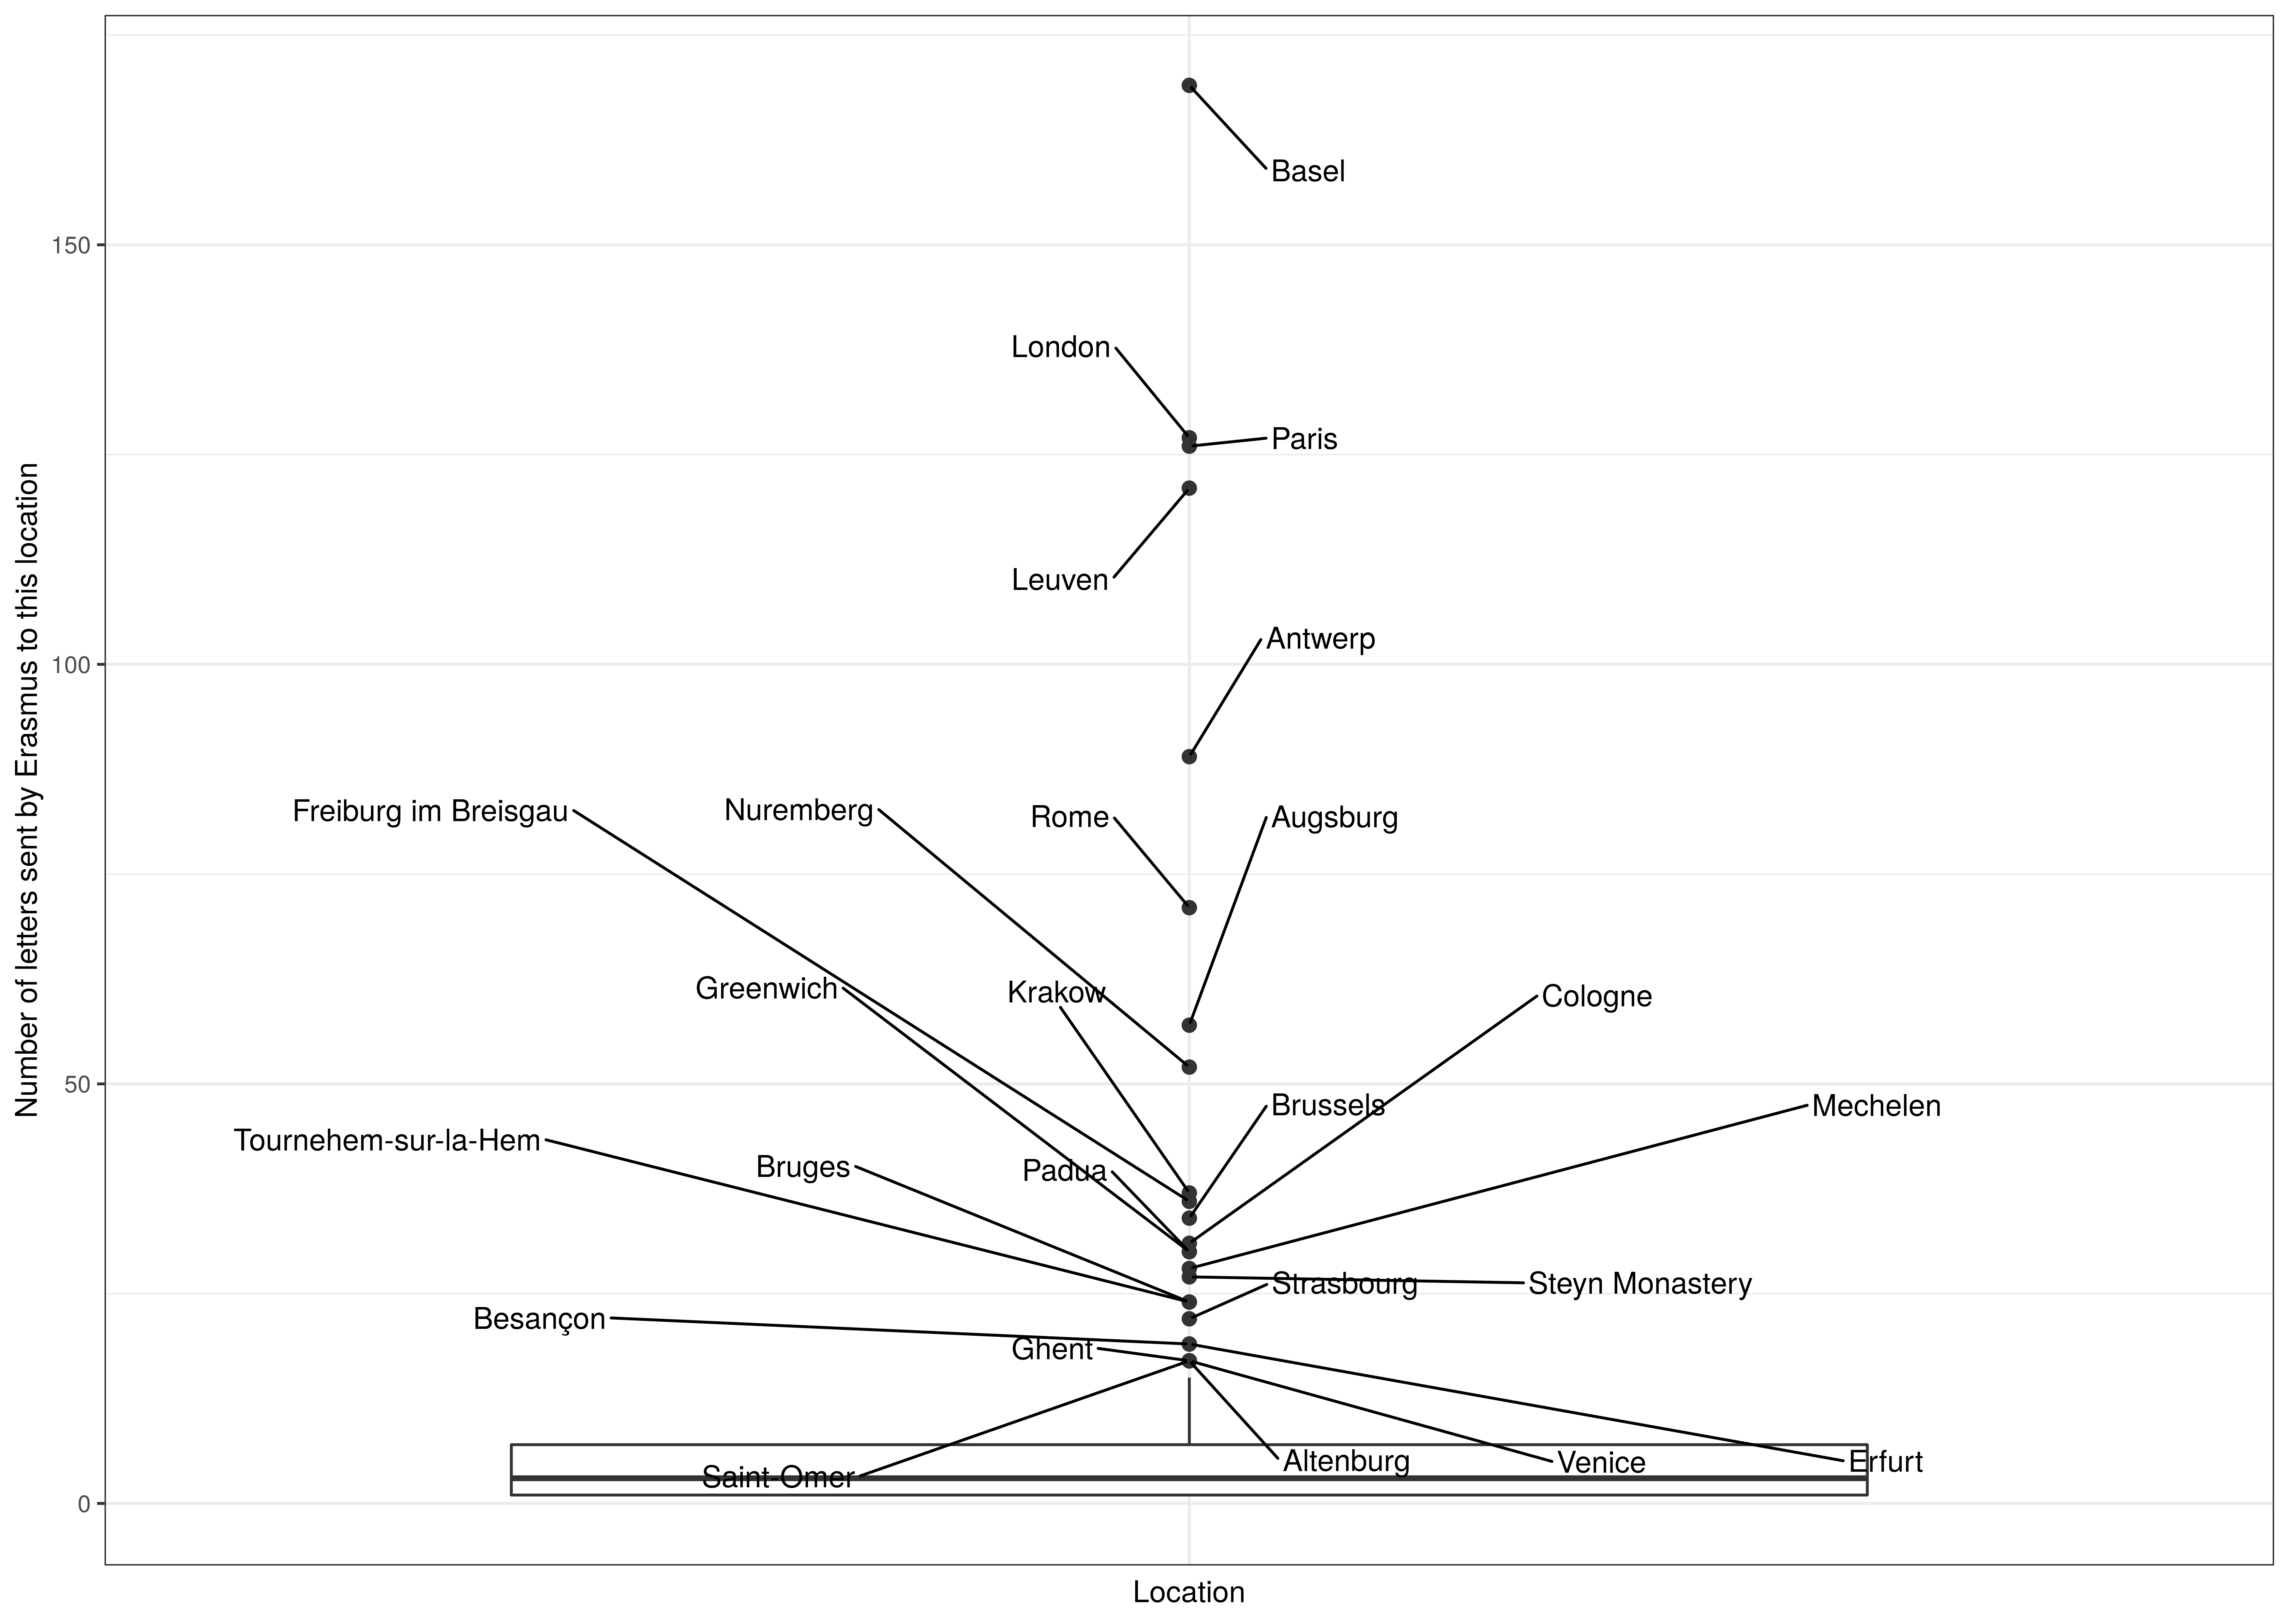 Number of letters sent by Erasmus to this location
150
100
50
0
Basel
London
Paris
Leuven
Antwerp
Freiburg im Breisgau
Nuremberg
Rome
Augsburg
Greenwich
Krakow
Cologne
Brussels
Mechelen
Tournehem-sur-la-Hem
Bruges
Padua
Strasbourg
Steyn Monastery
Besançon
Ghent
Saint-Omer
Altenburg
Venice
Erfurt
Location